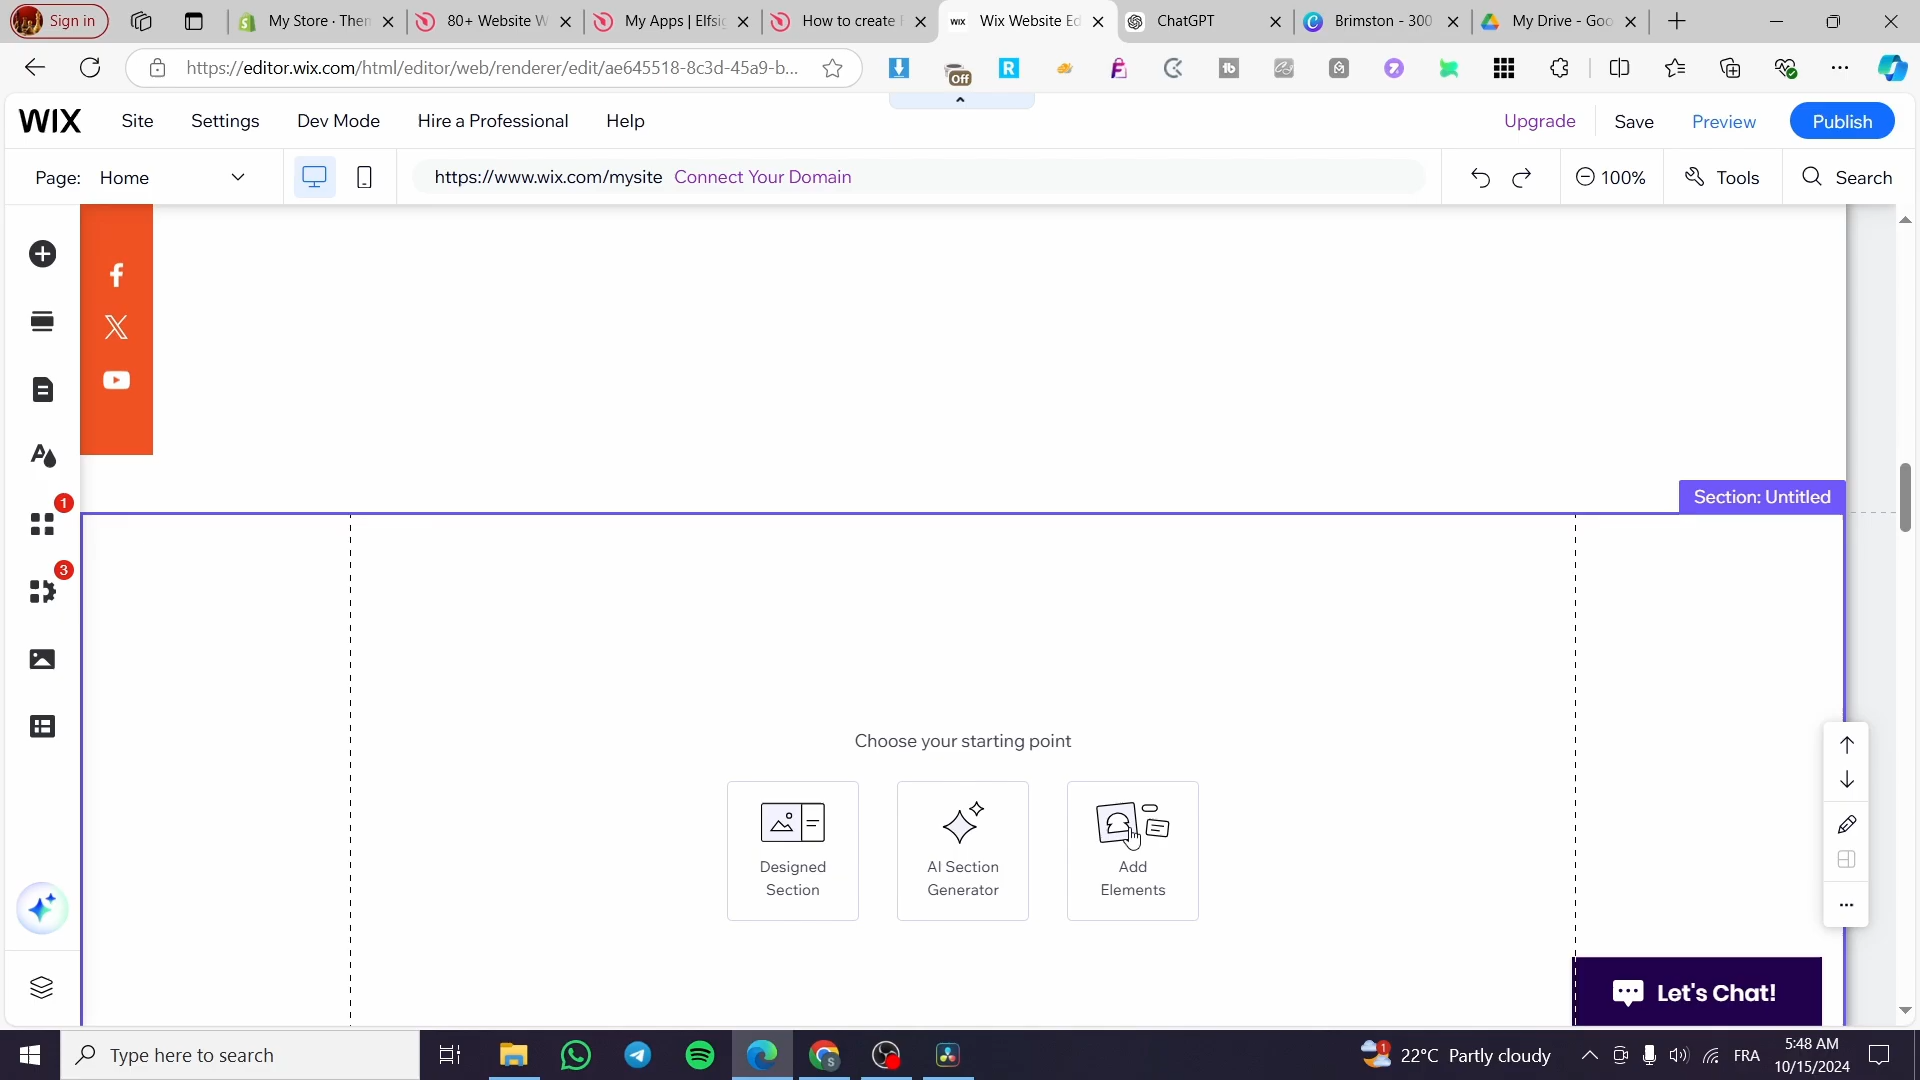 Sign in
My Store · Then
80+ Website W
My Apps | Elfsig
How to create F
WIX
Wix Website Ed
ChatGPT
Brimston - 300
My Drive - Goo
https://editor.wix.com/html/editor/web/renderer/edit/ae645518-8c3d-45a9-b...
Off
R
tb
WIX
Site
Settings
Dev Mode
Hire a Professional
Help
Upgrade
Save
Preview
Publish
Page: Home
https://www.wix.com/mysite Connect Your Domain
100%
Tools
Search
1
3
Section: Untitled
Choose your starting point
Designed
Section
AI Section
Generator
Add
Elements
Let's Chat!
Type here to search
1
22°C Partly cloudy
FRA
5:48 AM
10/15/2024